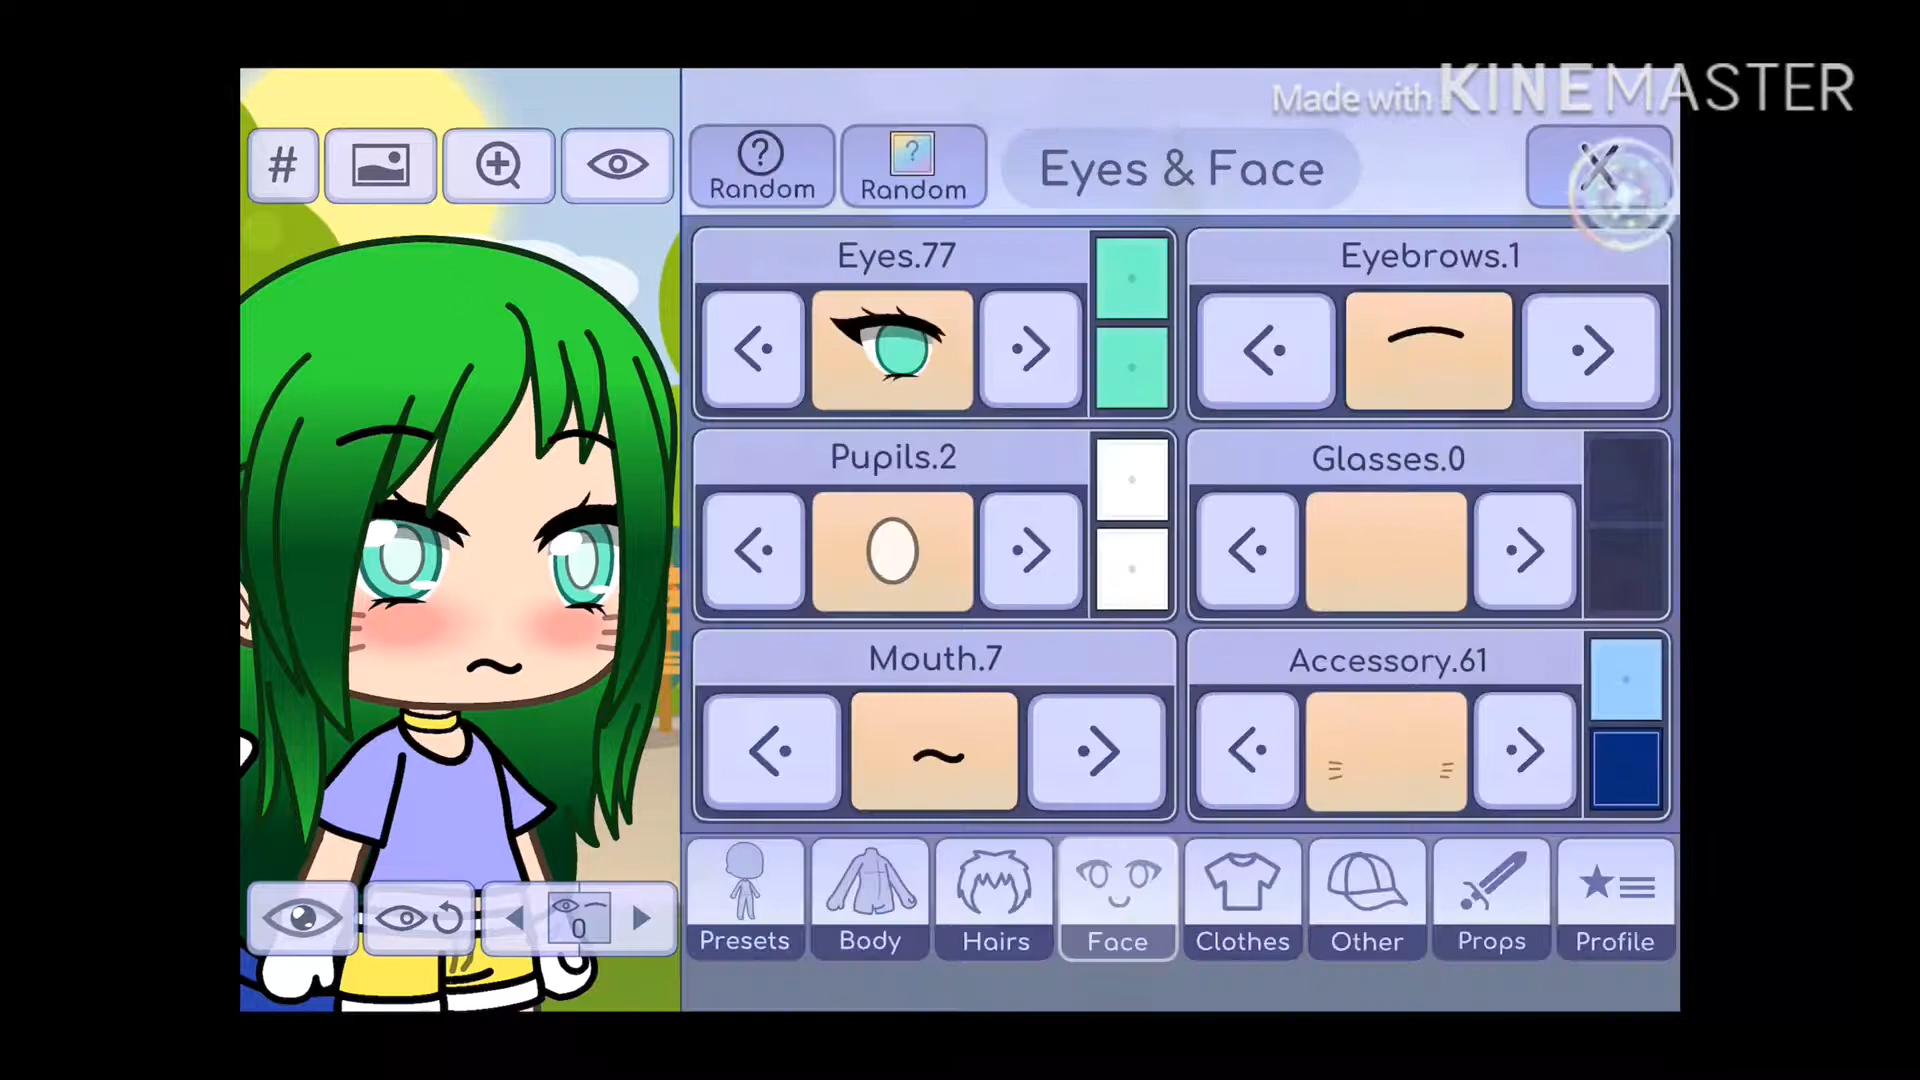 Made with KINEMASTER
#
? Random
? Random
Eyes & Face
X
Eyes.77
Eyebrows.1
Pupils.2
Glasses.0
Mouth.7
Accessory.61
0
Presets
Body
Hairs
Face
Clothes
Other
Props
Profile